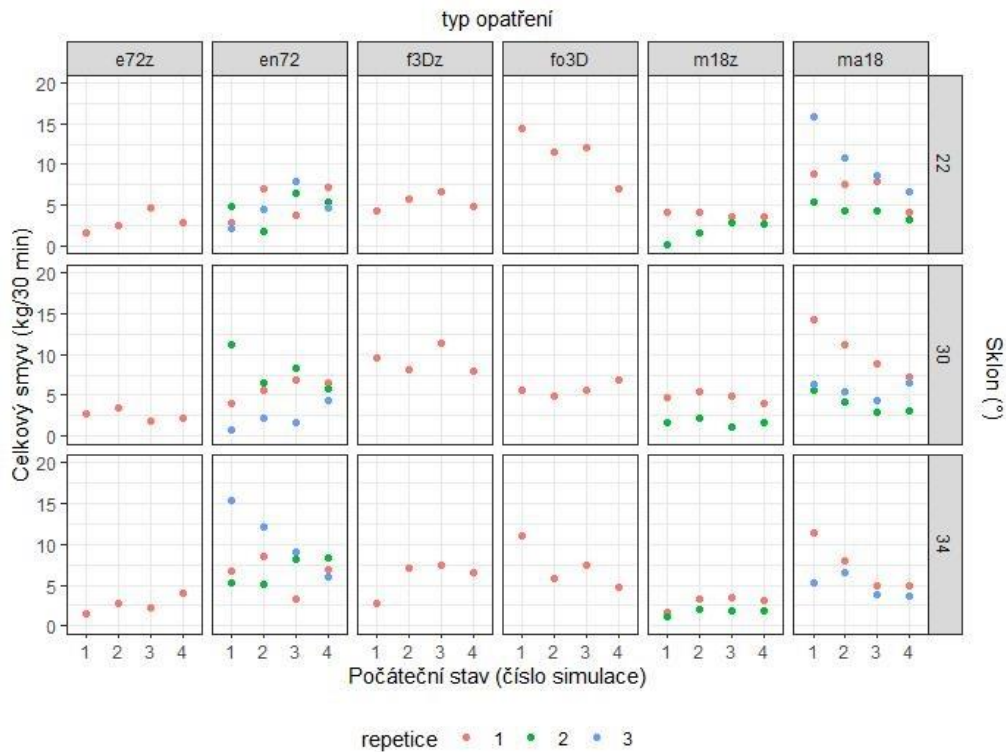 typ opatření
e72z en72 f3Dz fo3D m18z ma18
20
15
10
5
0
22
20
15
10
5
0
30
20
15
10
5
0
34
Celkový smyv (kg/30 min)
Sklon (°)
1 2 3 4 1 2 3 4 1 2 3 4 1 2 3 4 1 2 3 4 1 2 3 4
Počáteční stav (číslo simulace)
repetice 1 2 3